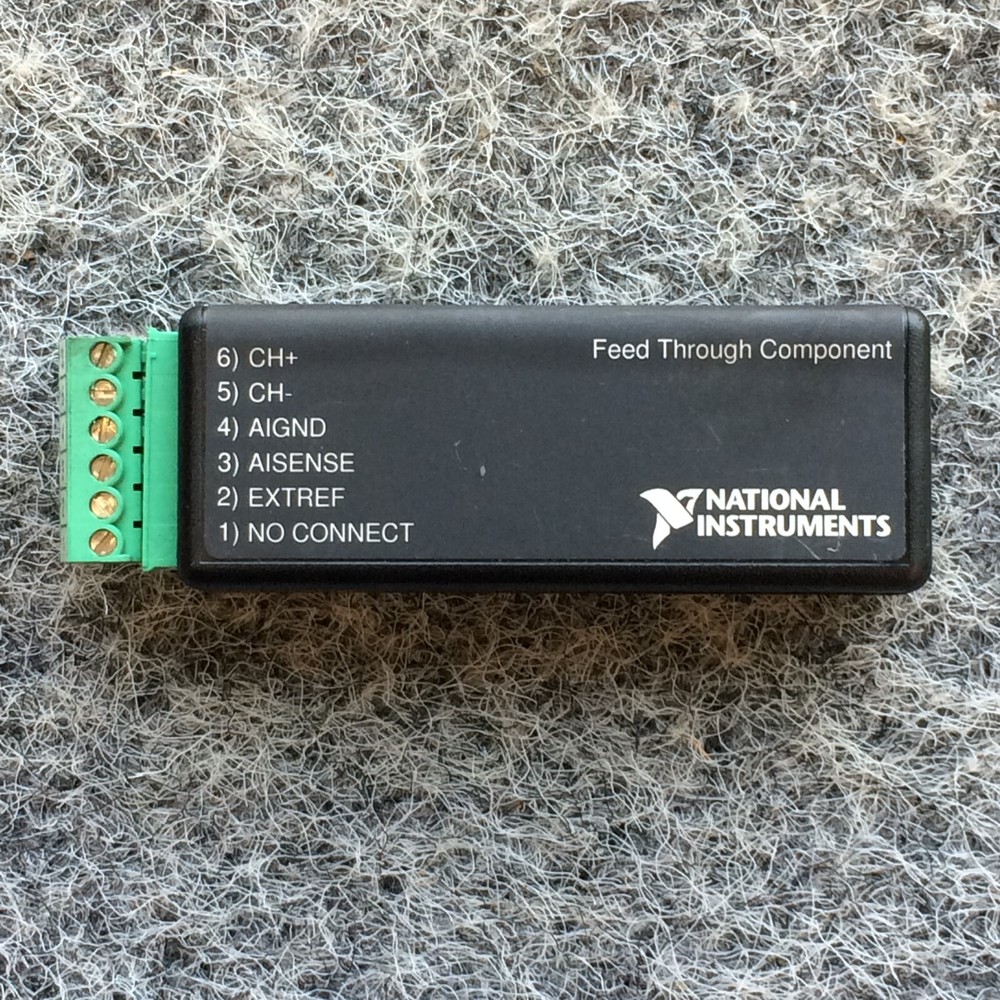 6) CH+
5) CH-
4) AIGND
3) AISENSE
2) EXTREF
1) NO CONNECT
Feed Through Component
NATIONAL
INSTRUMENTS